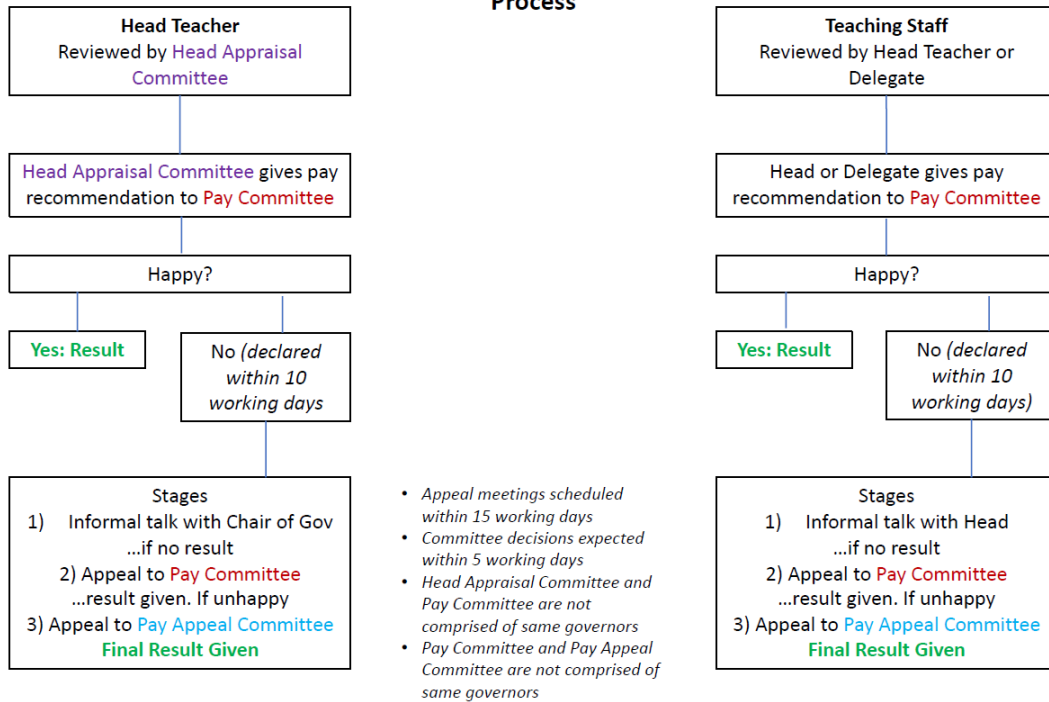 Process
Head Teacher
Reviewed by Head Appraisal
Committee
Head Appraisal Committee gives pay
recommendation to Pay Committee
Happy?
Yes: Result
No (declared
within 10
working days
Stages
1) Informal talk with Chair of Gov
...if no result
2) Appeal to Pay Committee
...result given. If unhappy
3) Appeal to Pay Appeal Committee
Final Result Given
• Appeal meetings scheduled
within 15 working days
• Committee decisions expected
within 5 working days
• Head Appraisal Committee and
Pay Committee are not
comprised of same governors
• Pay Committee and Pay Appeal
Committee are not comprised of
same governors
Teaching Staff
Reviewed by Head Teacher or
Delegate
Head or Delegate gives pay
recommendation to Pay Committee
Happy?
Yes: Result
No (declared
within 10
working days)
Stages
1) Informal talk with Head
...if no result
2) Appeal to Pay Committee
...result given. If unhappy
3) Appeal to Pay Appeal Committee
Final Result Given